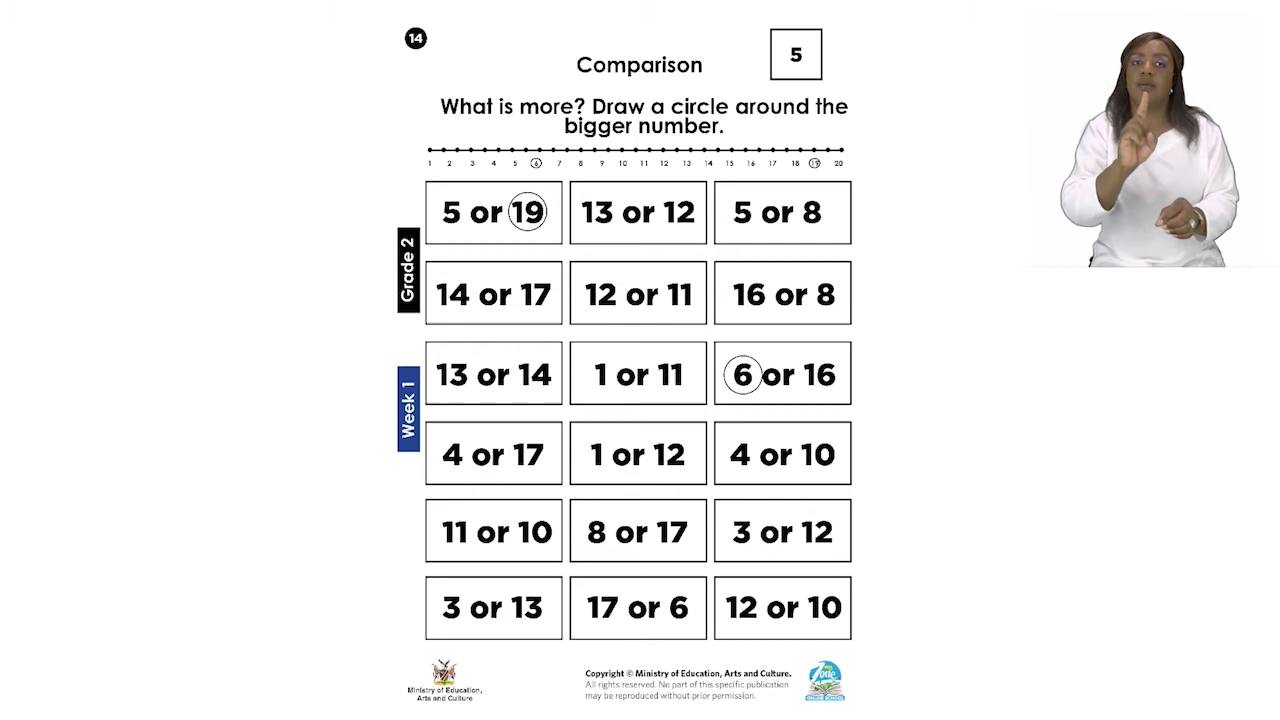 14
Comparison
5
What is more? Draw a circle around the
bigger number.
1 2 3 4 5 6 7 8 9 10 11 12 13 14 15 16 17 18 19 20
5 or 19
13 or 12
5 or 8
Grade 2
14 or 17
12 or 11
16 or 8
13 or 14
1 or 11
6 or 16
Week 1
4 or 17
1 or 12
4 or 10
11 or 10
8 or 17
3 or 12
3 or 13
17 or 6
12 or 10
Ministry of Education,
Arts and Culture
Copyright © Ministry of Education, Arts and Culture.
All rights reserved. No part of this specific publication
may be reproduced without prior permission.
ONLINE SCHOOL